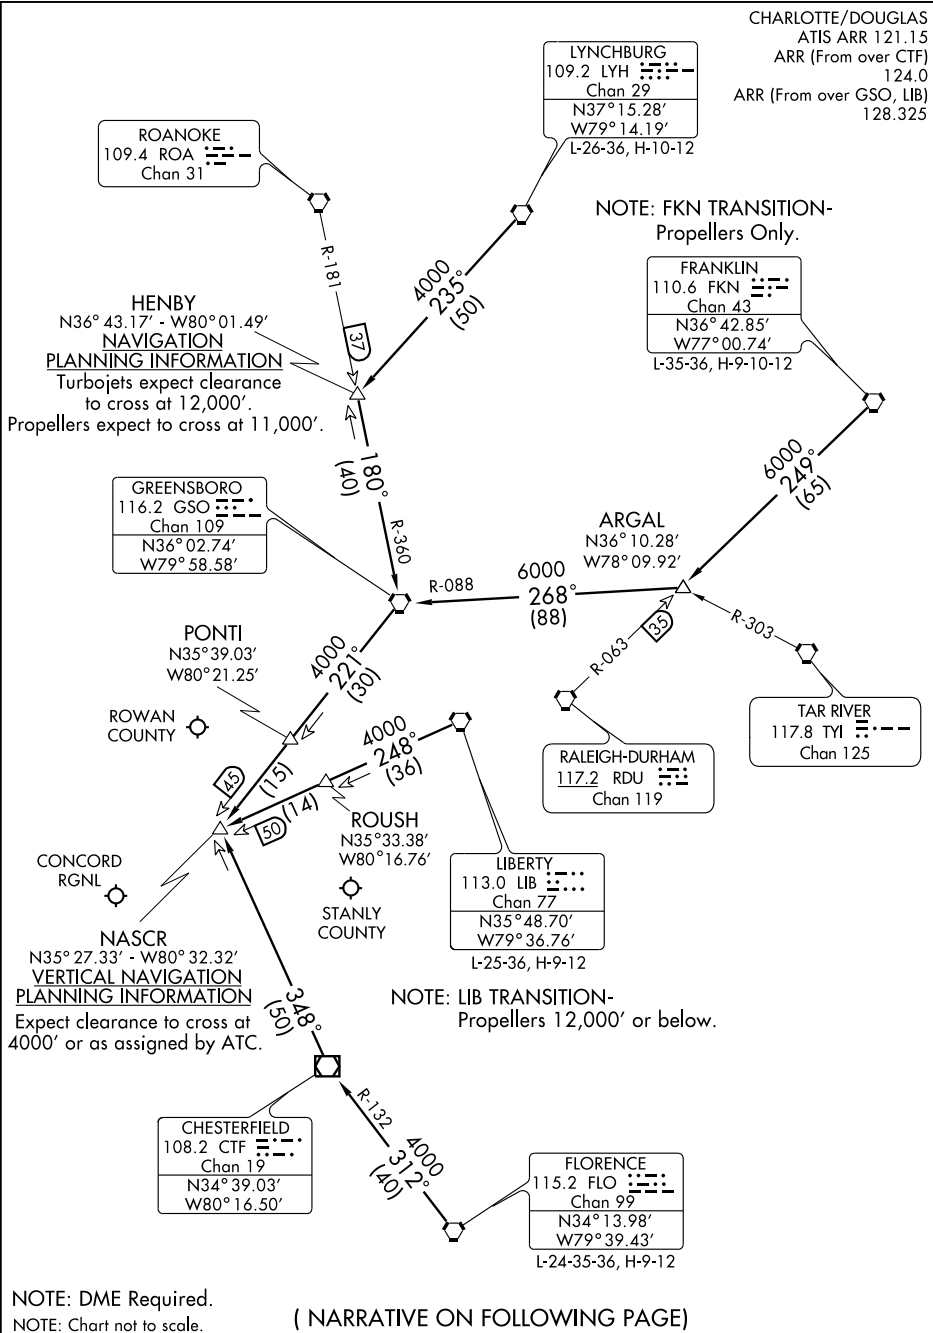 CHARLOTTE/DOUGLAS
ATIS ARR 121.15
ARR (From over CTF)
124.0
ARR (From over GSO, LIB)
128.325
LYNCHBURG
109.2 LYH
Chan 29
N37° 15.28′
W79° 14.19′
L-26-36, H-10-12
ROANOKE
109.4 ROA
Chan 31
NOTE: FKN TRANSITION-
Propellers Only.
FRANKLIN
110.6 FKN
Chan 43
N36° 42.85′
W77° 00.74′
L-35-36, H-9-10-12
R-181
37
4000
235°
(50)
HENBY
N36° 43.17′ - W80° 01.49′
NAVIGATION
PLANNING INFORMATION
Turbojets expect clearance
to cross at 12,000′.
Propellers expect to cross at 11,000′.
180°
(40)
R-360
6000
249°
(65)
GREENSBORO
116.2 GSO
Chan 109
N36° 02.74′
W79° 58.58′
ARGAL
N36° 10.28′
W78° 09.92′
R-088
6000
268°
(88)
R-063
35
R-303
PONTI
N35° 39.03′
W80° 21.25′
4000
221°
(30)
ROWAN
COUNTY
TAR RIVER
117.8 TYI
Chan 125
RALEIGH-DURHAM
117.2 RDU
Chan 119
4000
248°
(36)
45
(15)
(14)
50
ROUSH
N35° 33.38′
W80° 16.76′
CONCORD
RGNL
STANLY
COUNTY
LIBERTY
113.0 LIB
Chan 77
N35° 48.70′
W79° 36.76′
L-25-36, H-9-12
NASCR
N35° 27.33′ - W80° 32.32′
VERTICAL NAVIGATION
PLANNING INFORMATION
Expect clearance to cross at
4000′ or as assigned by ATC.
NOTE: LIB TRANSITION-
Propellers 12,000′ or below.
348°
(50)
CHESTERFIELD
108.2 CTF
Chan 19
N34° 39.03′
W80° 16.50′
R-132
4000
312°
(40)
FLORENCE
115.2 FLO
Chan 99
N34° 13.98′
W79° 39.43′
L-24-35-36, H-9-12
NOTE: DME Required.
NOTE: Chart not to scale.
( NARRATIVE ON FOLLOWING PAGE)